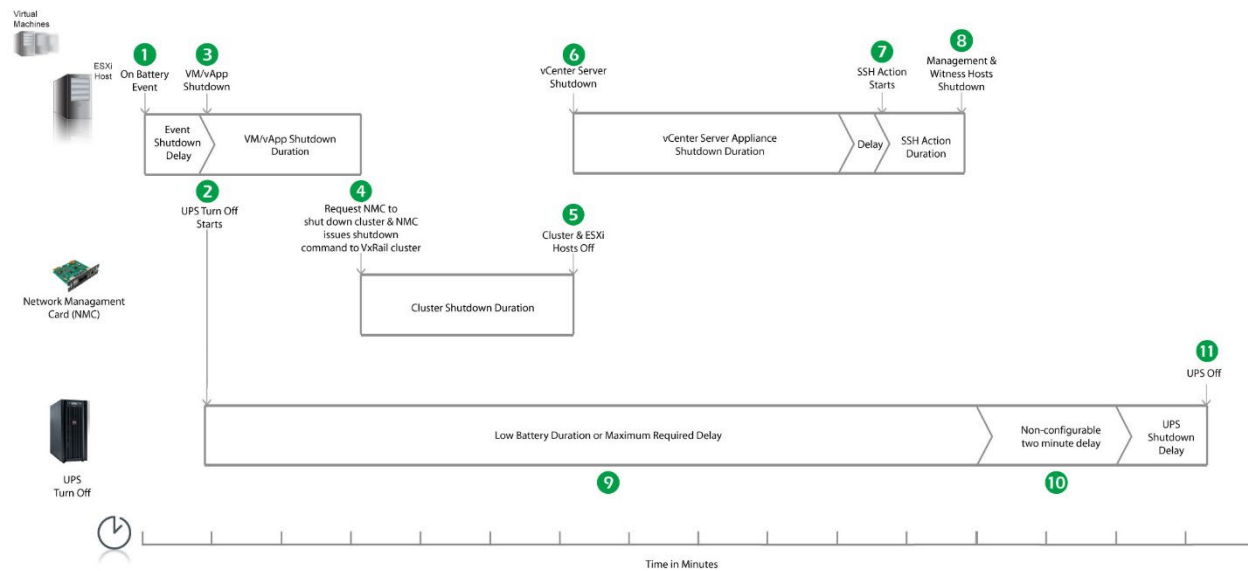 Virtual
Machines
ESXi
Host
1
On Battery
Event
3
VM/vApp
Shutdown
6
vCenter Server
Shutdown
7
SSH Action
Starts
8
Management &
Witness Hosts
Shutdown
Event
Shutdown
Delay
VM/vApp Shutdown
Duration
vCenter Server Appliance
Shutdown Duration
Delay
SSH Action
Duration
2
UPS Turn Off
Starts
4
Request NMC to
shut down cluster & NMC
issues shutdown
command to VxRail cluster
5
Cluster & ESXi
Hosts Off
Network Managament
Card (NMC)
Cluster Shutdown Duration
11
UPS Off
Low Battery Duration or Maximum Required Delay
Non-configurable
two minute delay
UPS
Shutdown
Delay
UPS
Turn Off
9
10
Time in Minutes